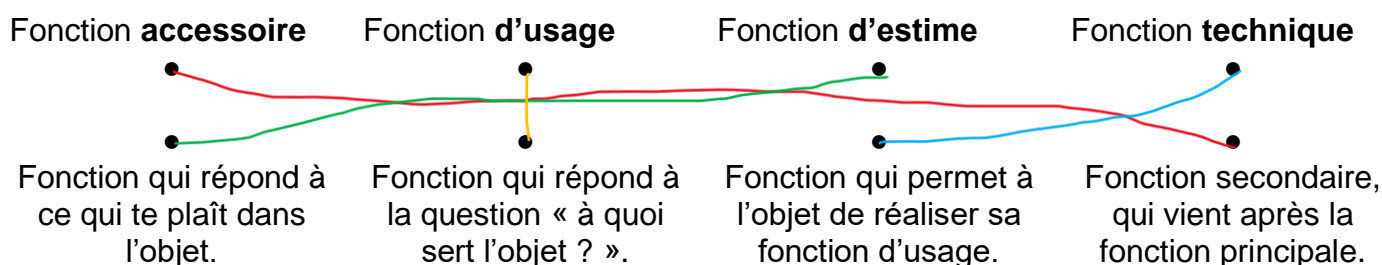 Fonction accessoire
Fonction d'usage
Fonction d'estime
Fonction technique
Fonction qui répond à
ce qui te plaît dans
l'objet.
Fonction qui répond à
la question « à quoi
sert l'objet ? ».
Fonction qui permet à
l'objet de réaliser sa
fonction d'usage.
Fonction secondaire,
qui vient après la
fonction principale.